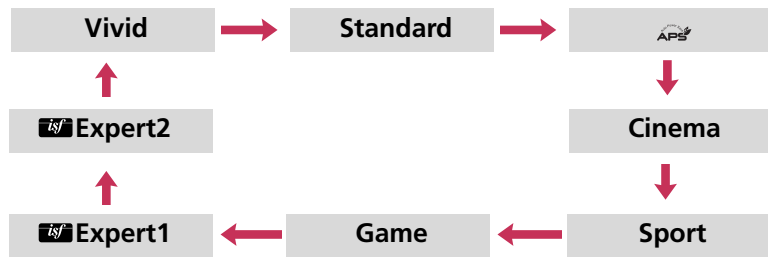 Vivid
Standard
APS
isf Expert2
Cinema
isf Expert1
Game
Sport